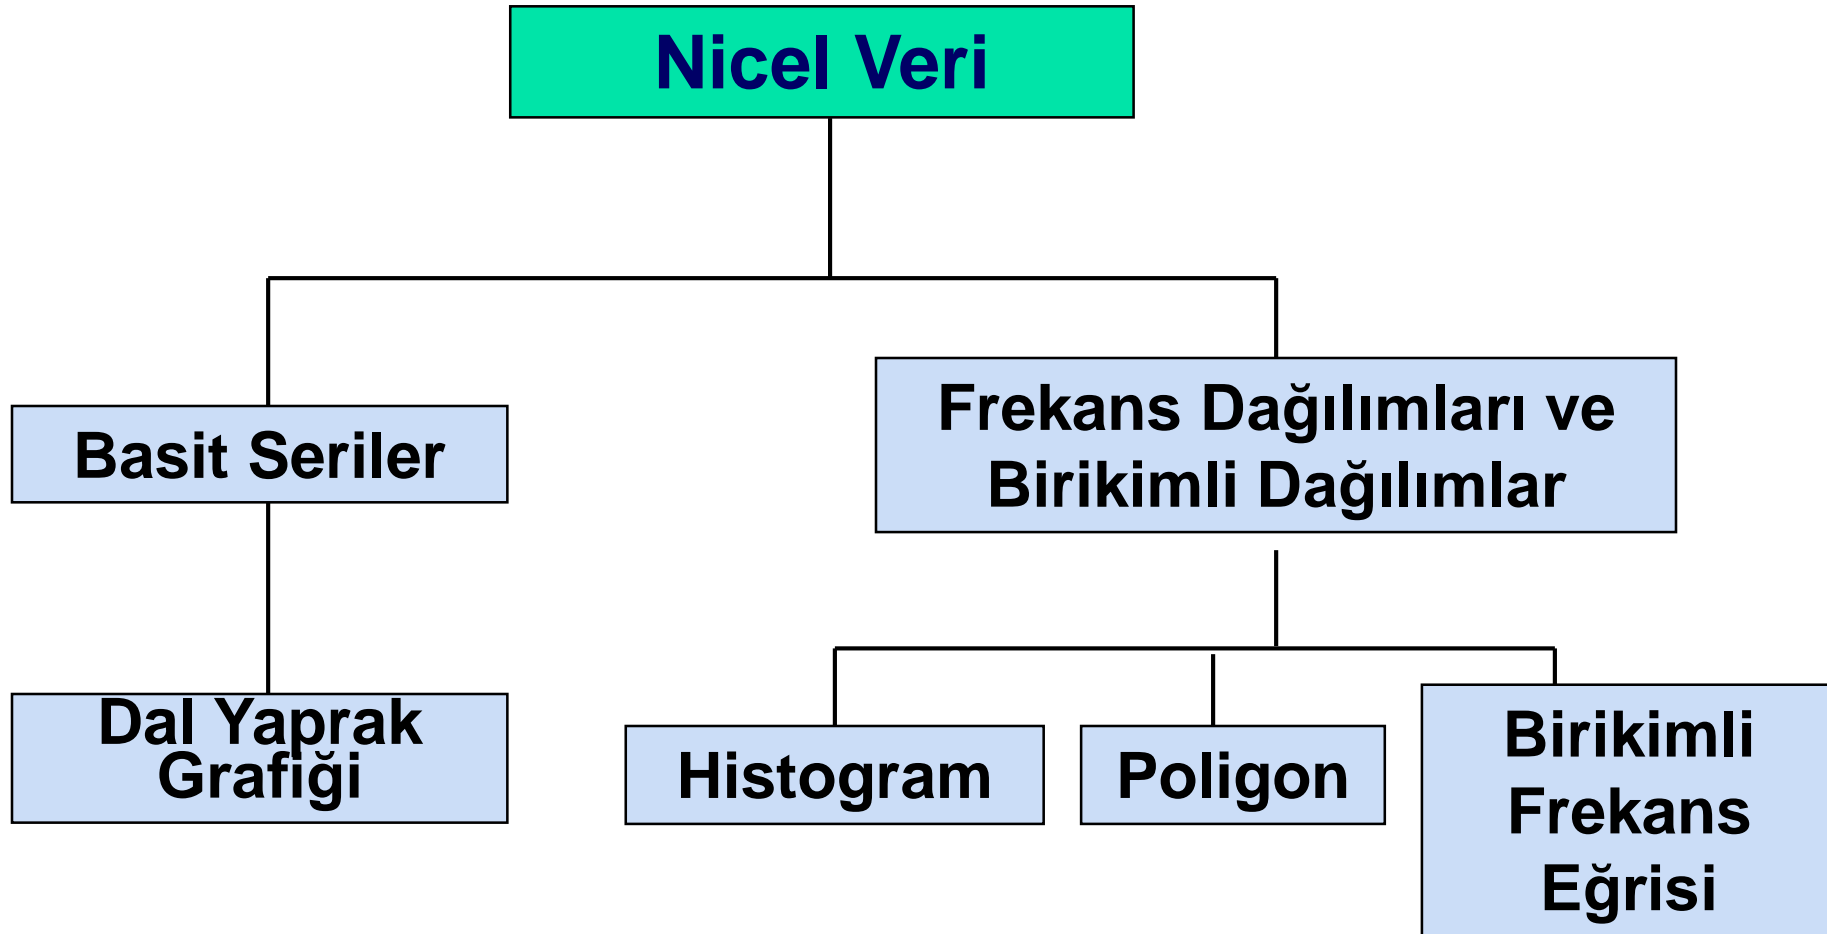 Nicel Veri
Basit Seriler
Frekans Dağılımları ve
Birikimli Dağılımlar
Dal Yaprak
Grafiği
Histogram
Poligon
Birikimli
Frekans
Eğrisi